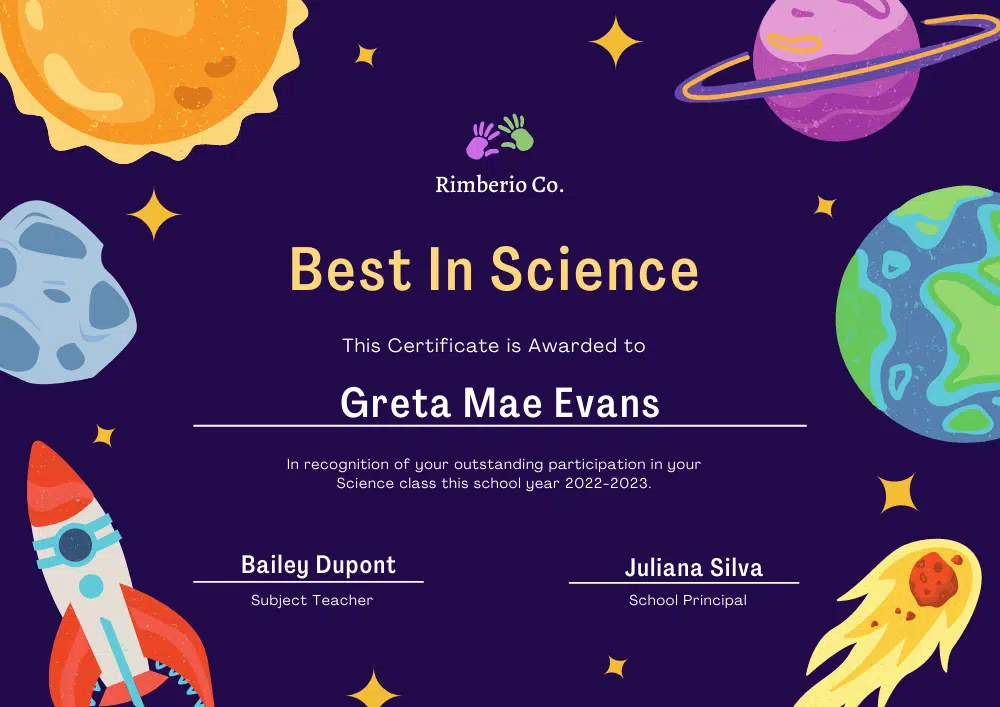 Rimberio Co.
Best In Science
This Certificate is Awarded to
Greta Mae Evans
In recognition of your outstanding participation in your
Science class this school year 2022-2023.
Bailey Dupont
Subject Teacher
Juliana Silva
School Principal